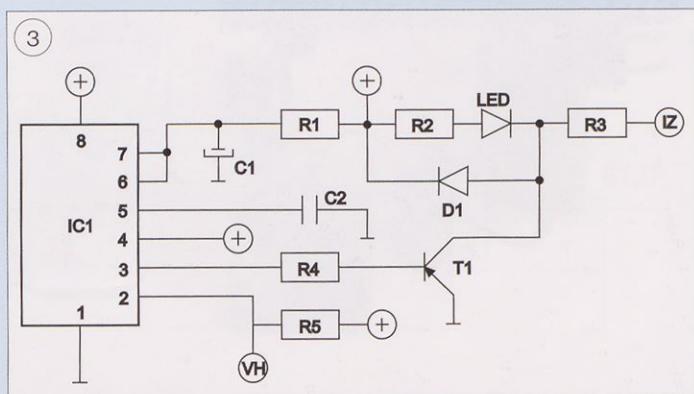 3
+
+
8
7
6
5
4
3
2
1
IC1
C1
R1
R2
LED
R3
IZ
D1
C2
+
R4
T1
R5
+
VH